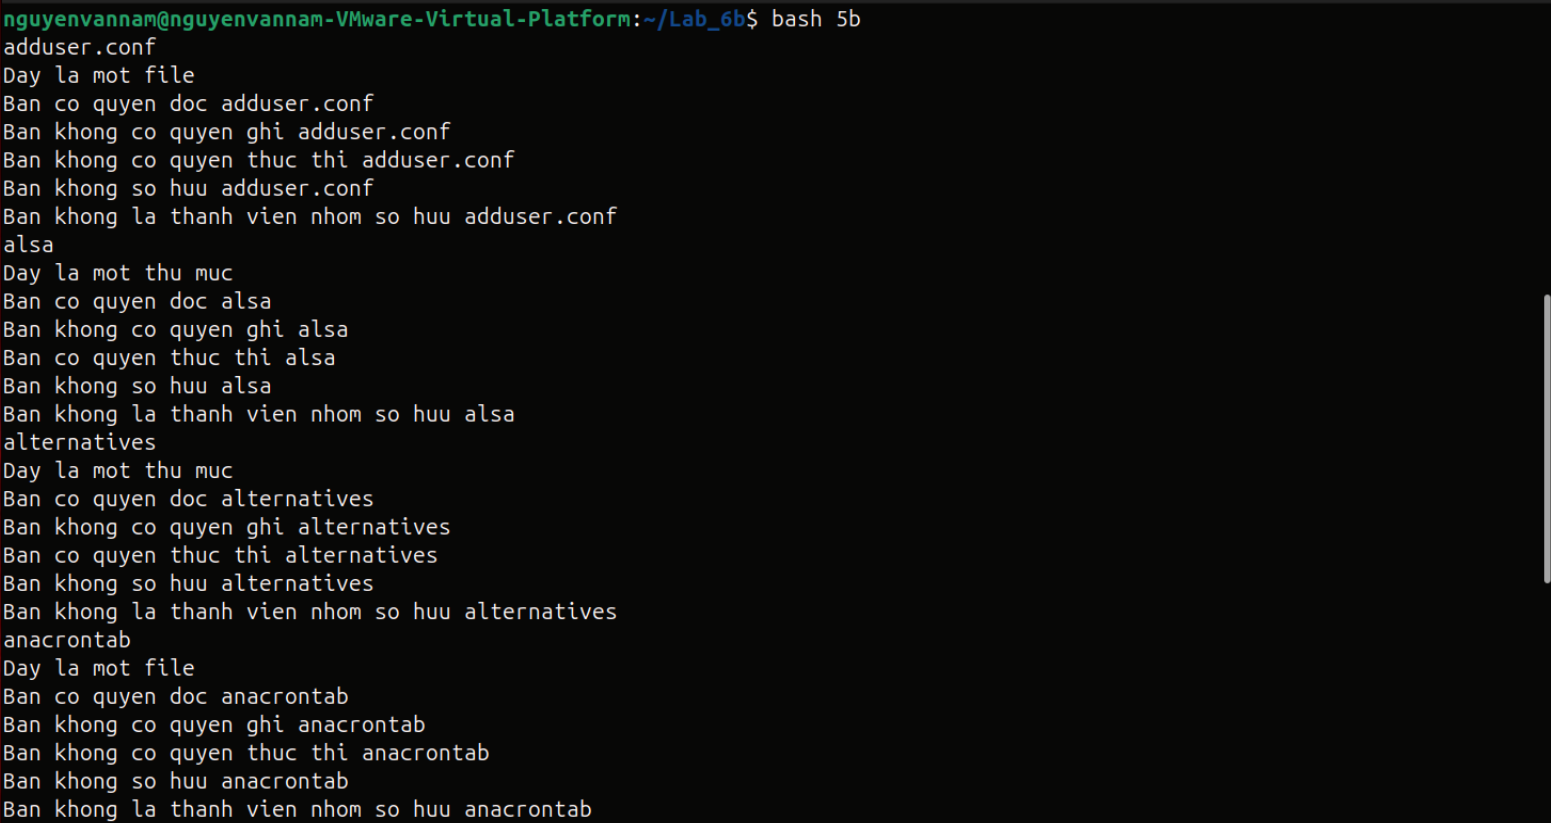 nguyenvannam@nguyenvannam-VMware-Virtual-Platform:~/Lab_6b$ bash 5b
adduser.conf
Day la mot file
Ban co quyen doc adduser.conf
Ban khong co quyen ghi adduser.conf
Ban khong co quyen thuc thi adduser.conf
Ban khong so huu adduser.conf
Ban khong la thanh vien nhom so huu adduser.conf
alsa
Day la mot thu muc
Ban co quyen doc alsa
Ban khong co quyen ghi alsa
Ban co quyen thuc thi alsa
Ban khong so huu alsa
Ban khong la thanh vien nhom so huu alsa
alternatives
Day la mot thu muc
Ban co quyen doc alternatives
Ban khong co quyen ghi alternatives
Ban co quyen thuc thi alternatives
Ban khong so huu alternatives
Ban khong la thanh vien nhom so huu alternatives
anacrontab
Day la mot file
Ban co quyen doc anacrontab
Ban khong co quyen ghi anacrontab
Ban khong co quyen thuc thi anacrontab
Ban khong so huu anacrontab
Ban khong la thanh vien nhom so huu anacrontab